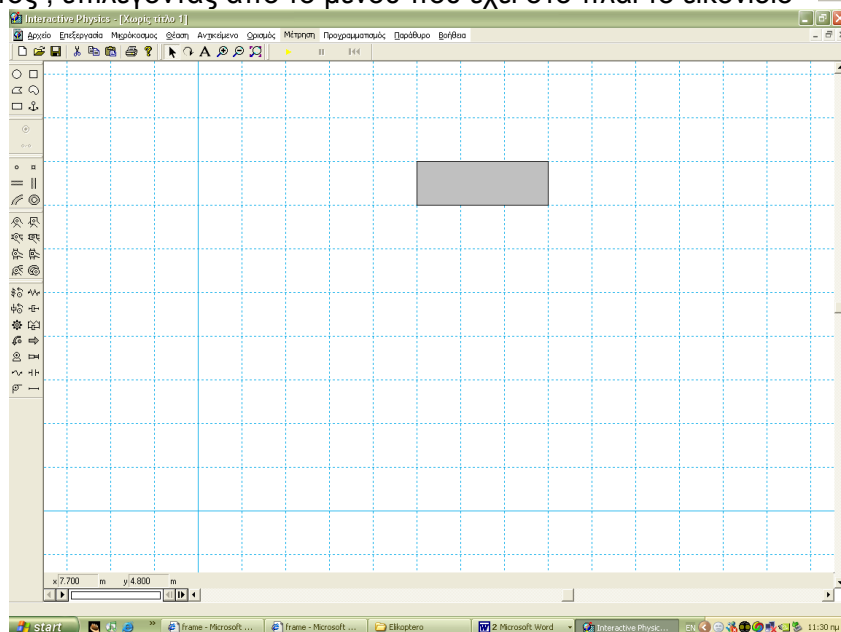 τος , επιλέγοντας από το μενού που έχει στο πλάι το εικονίδιο
Interactive Physics - [Χωρίς τίτλο 1]
Αρχείο Επεξεργασία Μικρόκοσμος Θέαση Αντικείμενο Ορισμός Μέτρηση Προγραμματισμός Παράθυρο Βοήθεια
x 7.700 m y 4.800 m
start frame - Microsoft ... frame - Microsoft ... Elikoptero 2 Microsoft Word Interactive Physic... EN 11:30 πμ